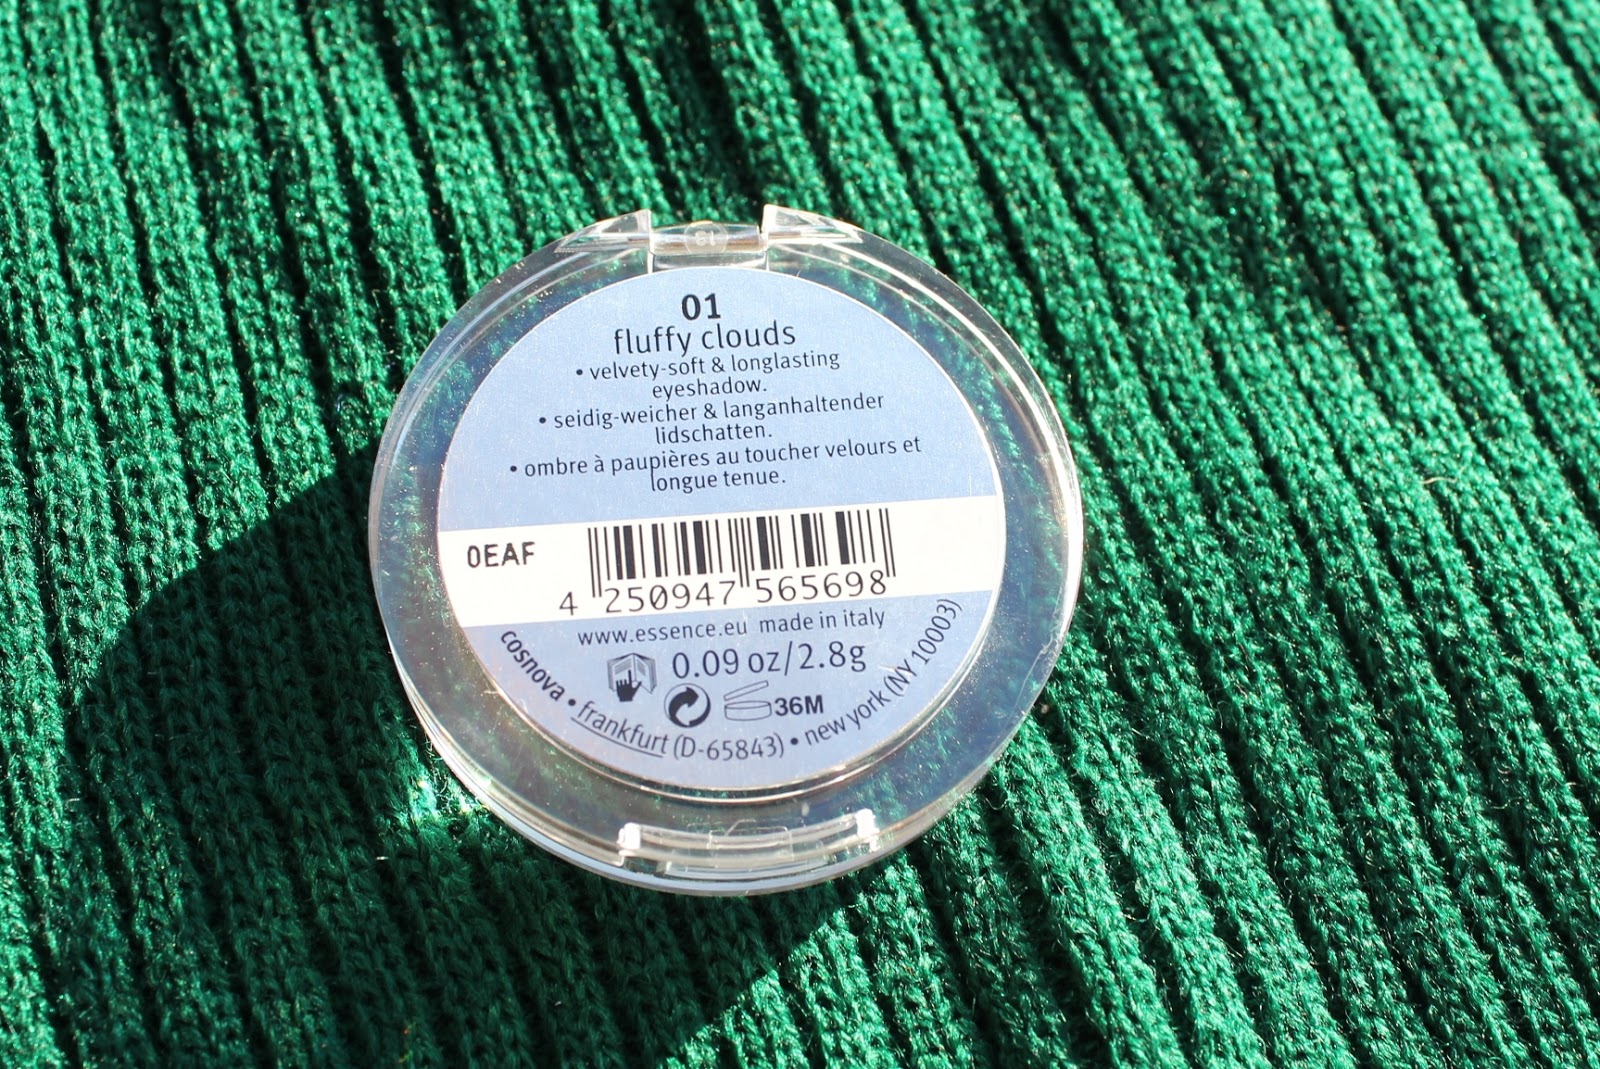 01
fluffy clouds
• velvety-soft & longlasting
eyeshadow.
• seidig-weicher & langanhaltender
lidschatten.
• ombre à paupières au toucher velours et
longue tenue.
0EAF
4 250947 565698
www.essence.eu made in italy
0.09 oz/2.8g
36M
cosnova • frankfurt (D-65843) • new york (NY 10003)